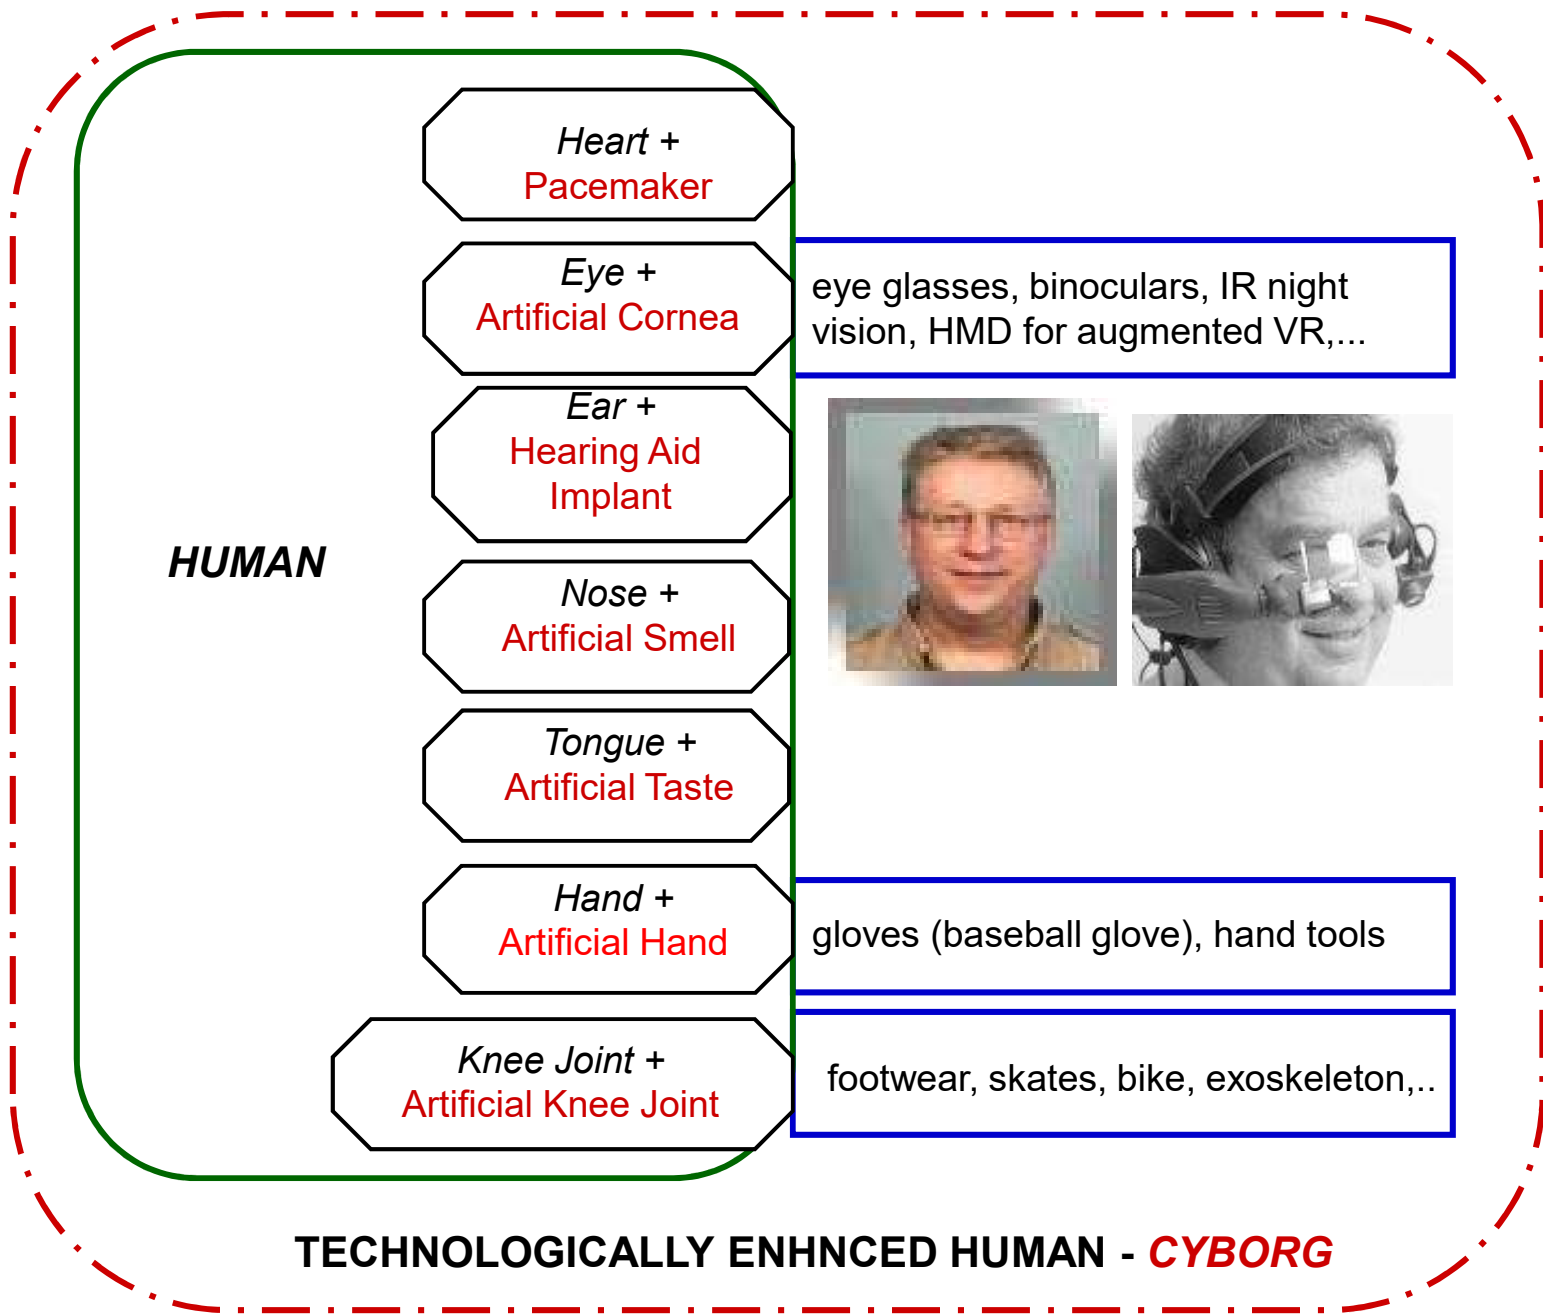 Heart +
Pacemaker
Eye +
Artificial Cornea
eye glasses, binoculars, IR night
vision, HMD for augmented VR,...
Ear +
Hearing Aid
Implant
HUMAN
Nose +
Artificial Smell
Tongue +
Artificial Taste
Hand +
Artificial Hand
gloves (baseball glove), hand tools
Knee Joint +
Artificial Knee Joint
footwear, skates, bike, exoskeleton,..
TECHNOLOGICALLY ENHNCED HUMAN - CYBORG